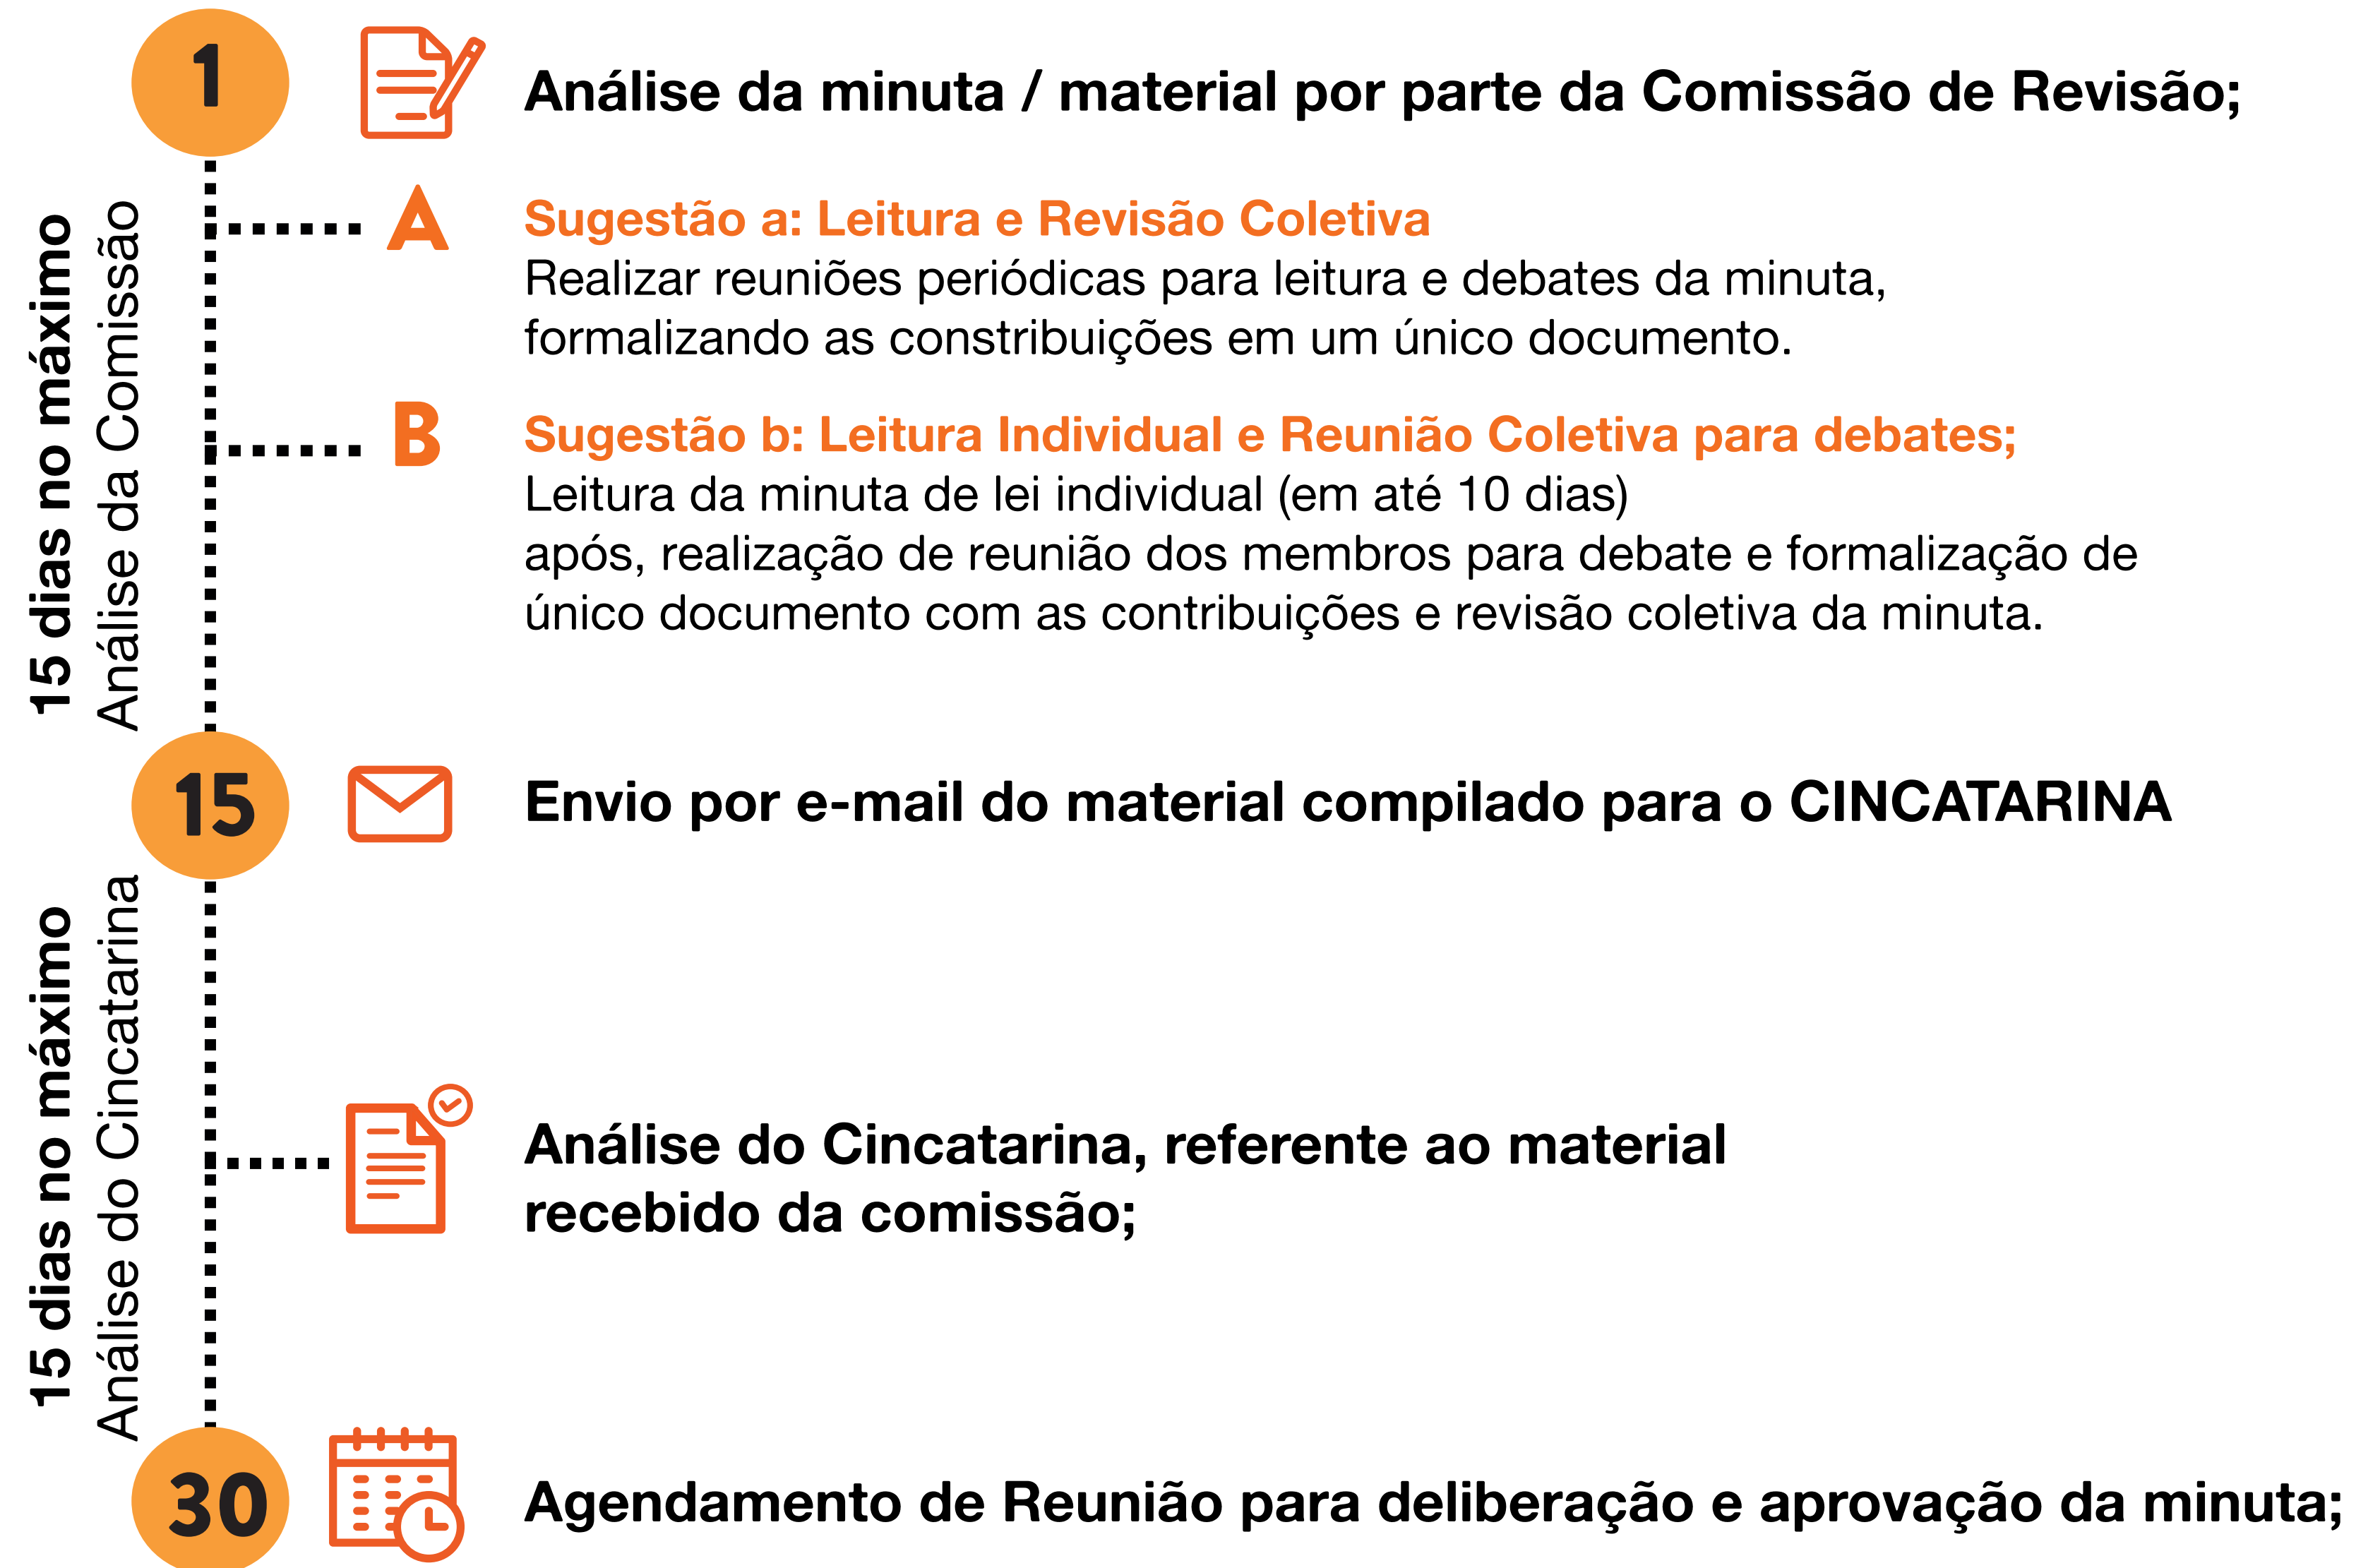 1
Análise da minuta / material por parte da Comissão de Revisão;
15 dias no máximo
Análise da Comissão
A
Sugestão a: Leitura e Revisão Coletiva
Realizar reuniões periódicas para leitura e debates da minuta,
formalizando as constribuições em um único documento.
B
Sugestão b: Leitura Individual e Reunião Coletiva para debates;
Leitura da minuta de lei individual (em até 10 dias)
após, realização de reunião dos membros para debate e formalização de
único documento com as contribuições e revisão coletiva da minuta.
15
Envio por e-mail do material compilado para o CINCATARINA
15 dias no máximo
Análise do Cincatarina
Análise do Cincatarina, referente ao material
recebido da comissão;
30
Agendamento de Reunião para deliberação e aprovação da minuta;